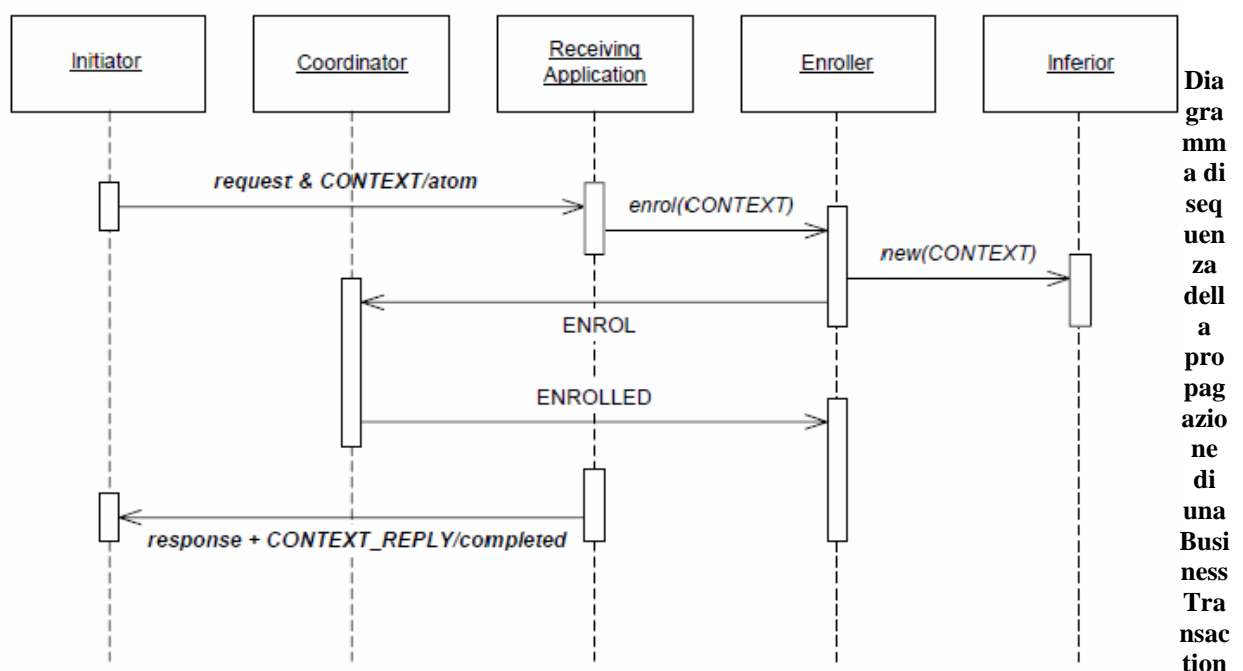 Initiator
Coordinator
Receiving
Application
Enroller
Inferior
request & CONTEXT/atom
enrol(CONTEXT)
new(CONTEXT)
ENROL
ENROLLED
response + CONTEXT_REPLY/completed
Dia
gra
mm
a di
seq
uen
za
dell
a
pro
pag
azio
ne
di
una
Busi
ness
Tra
nsac
tion